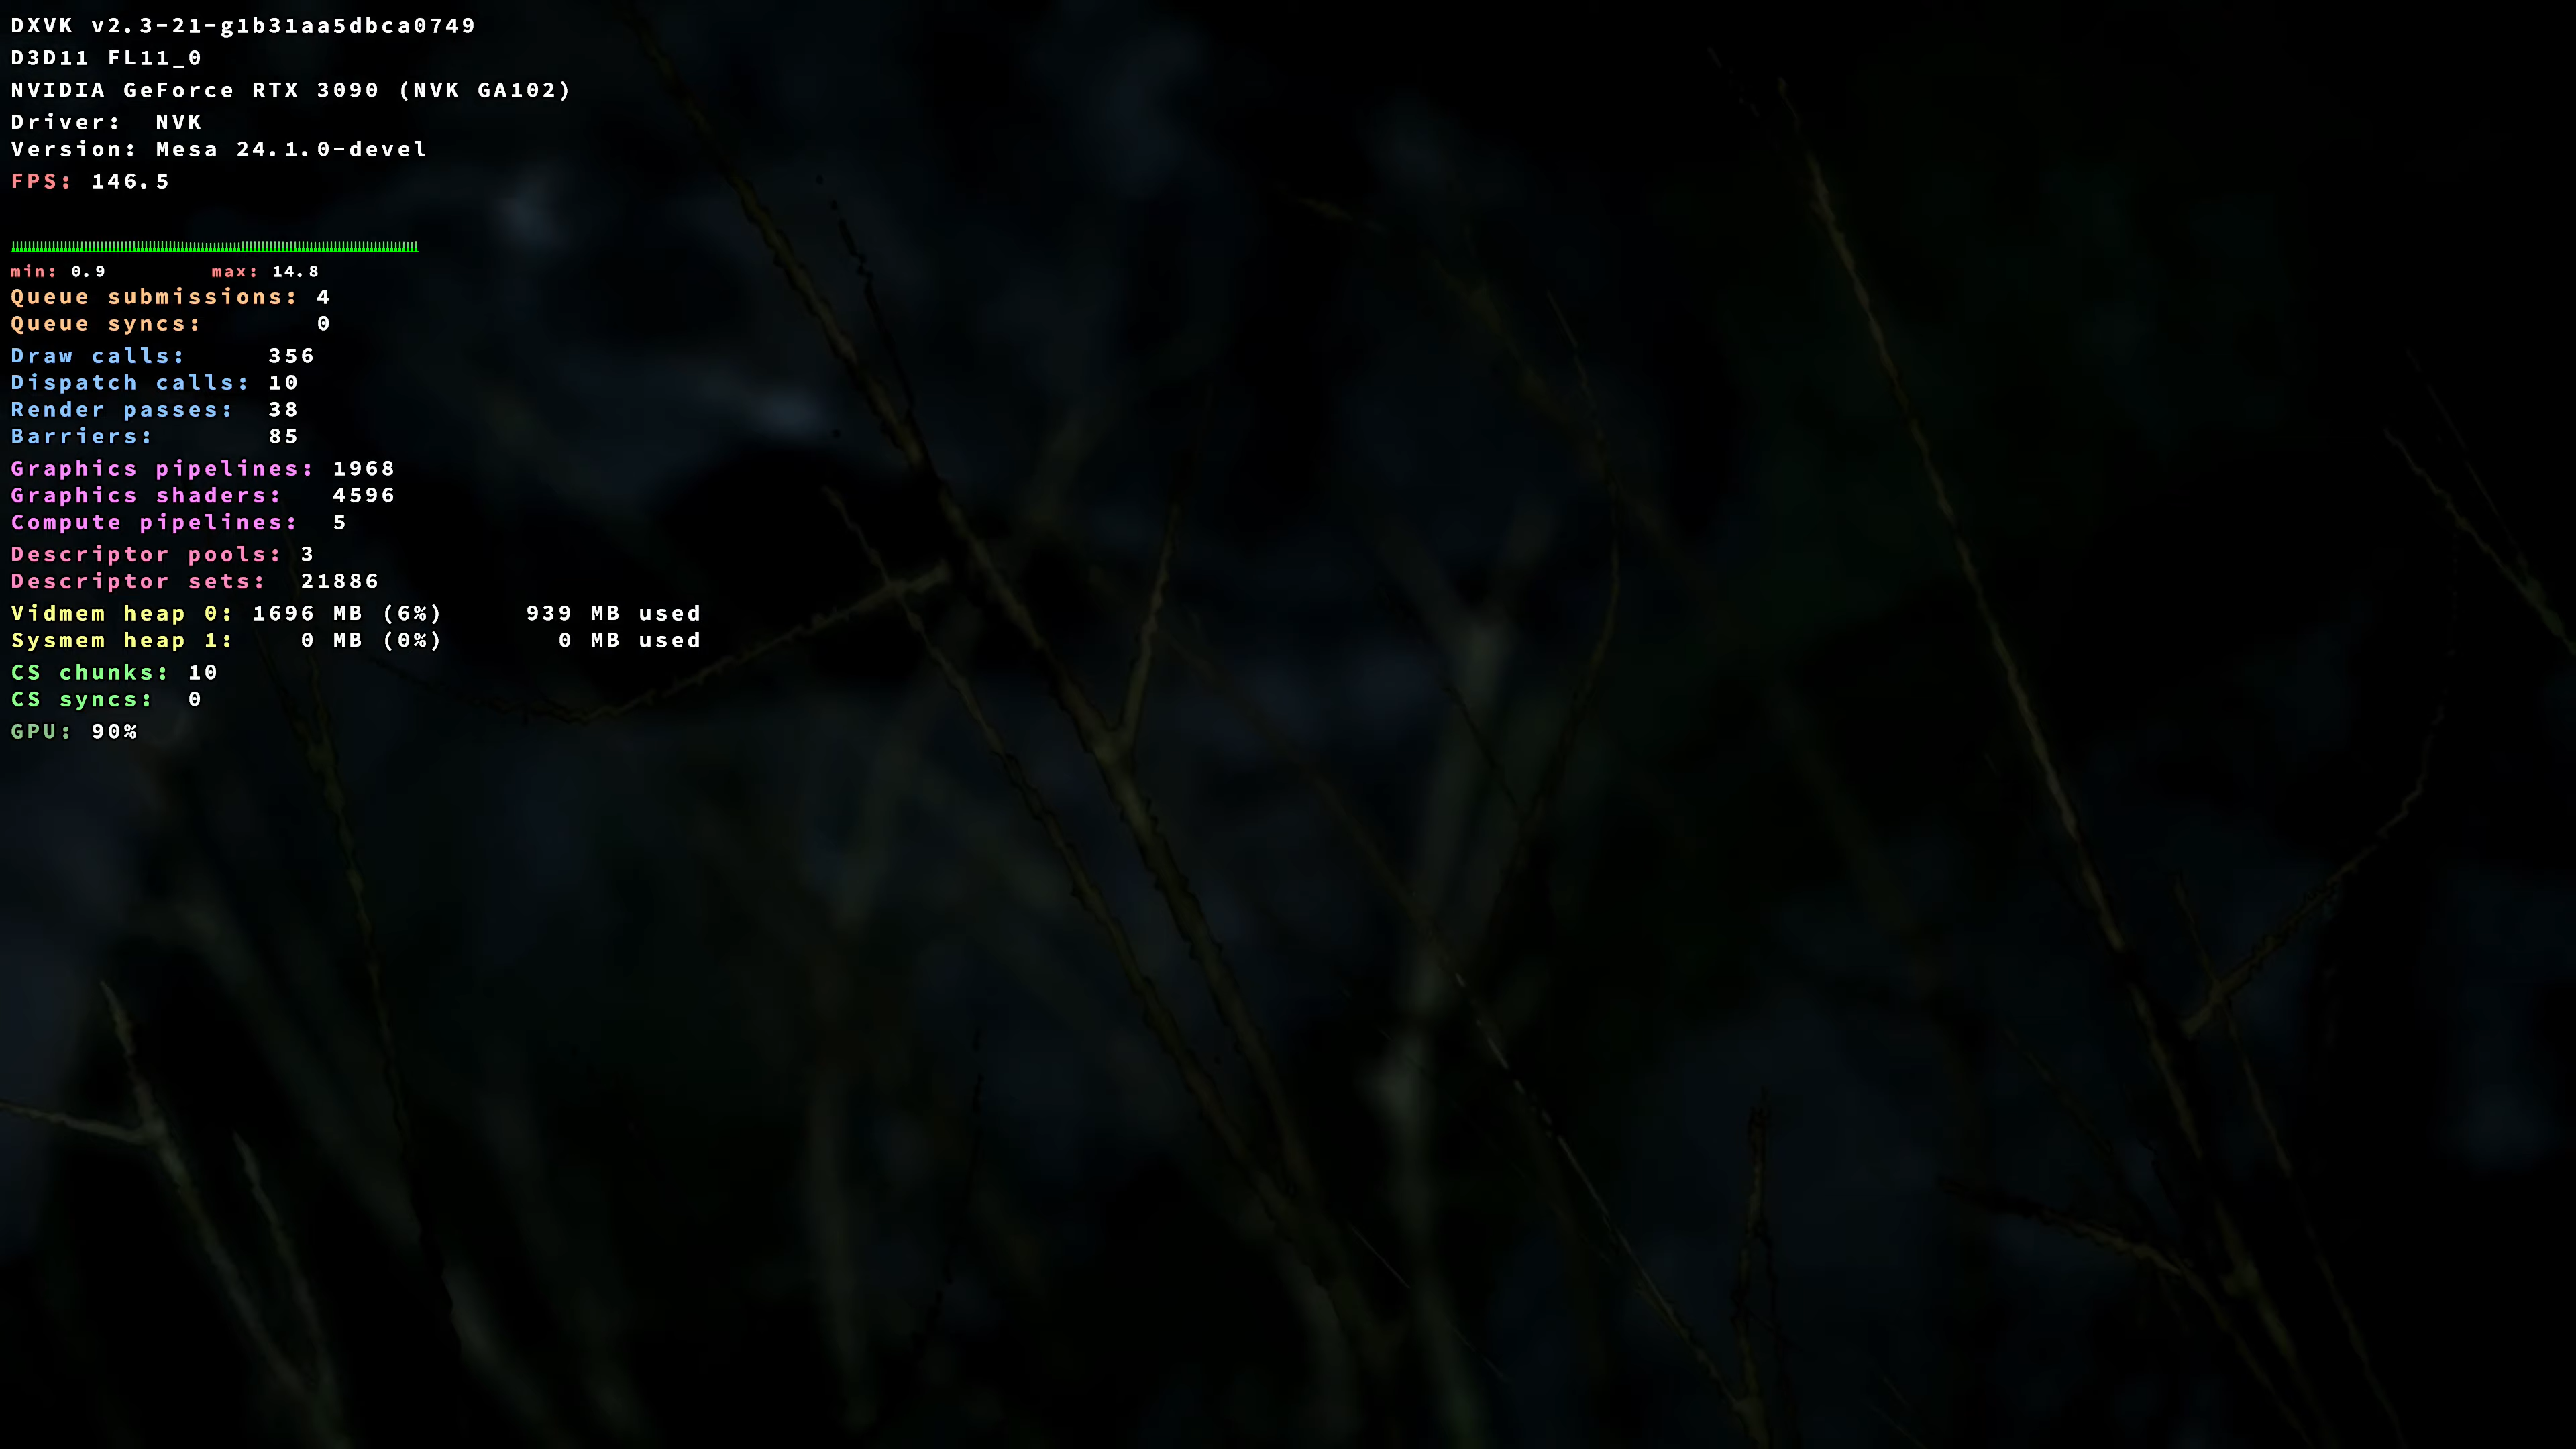 DXVK v2.3-21-g1b31aa5dbca0749
D3D11 FL11_0
NVIDIA GeForce RTX 3090 (NVK GA102)
Driver: NVK
Version: Mesa 24.1.0-devel
FPS: 146.5
min: 0.9 max: 14.8
Queue submissions: 4
Queue syncs: 0
Draw calls: 356
Dispatch calls: 10
Render passes: 38
Barriers: 85
Graphics pipelines: 1968
Graphics shaders: 4596
Compute pipelines: 5
Descriptor pools: 3
Descriptor sets: 21886
Vidmem heap 0: 1696 MB (6%) 939 MB used
Sysmem heap 1: 0 MB (0%) 0 MB used
CS chunks: 10
CS syncs: 0
GPU: 90%